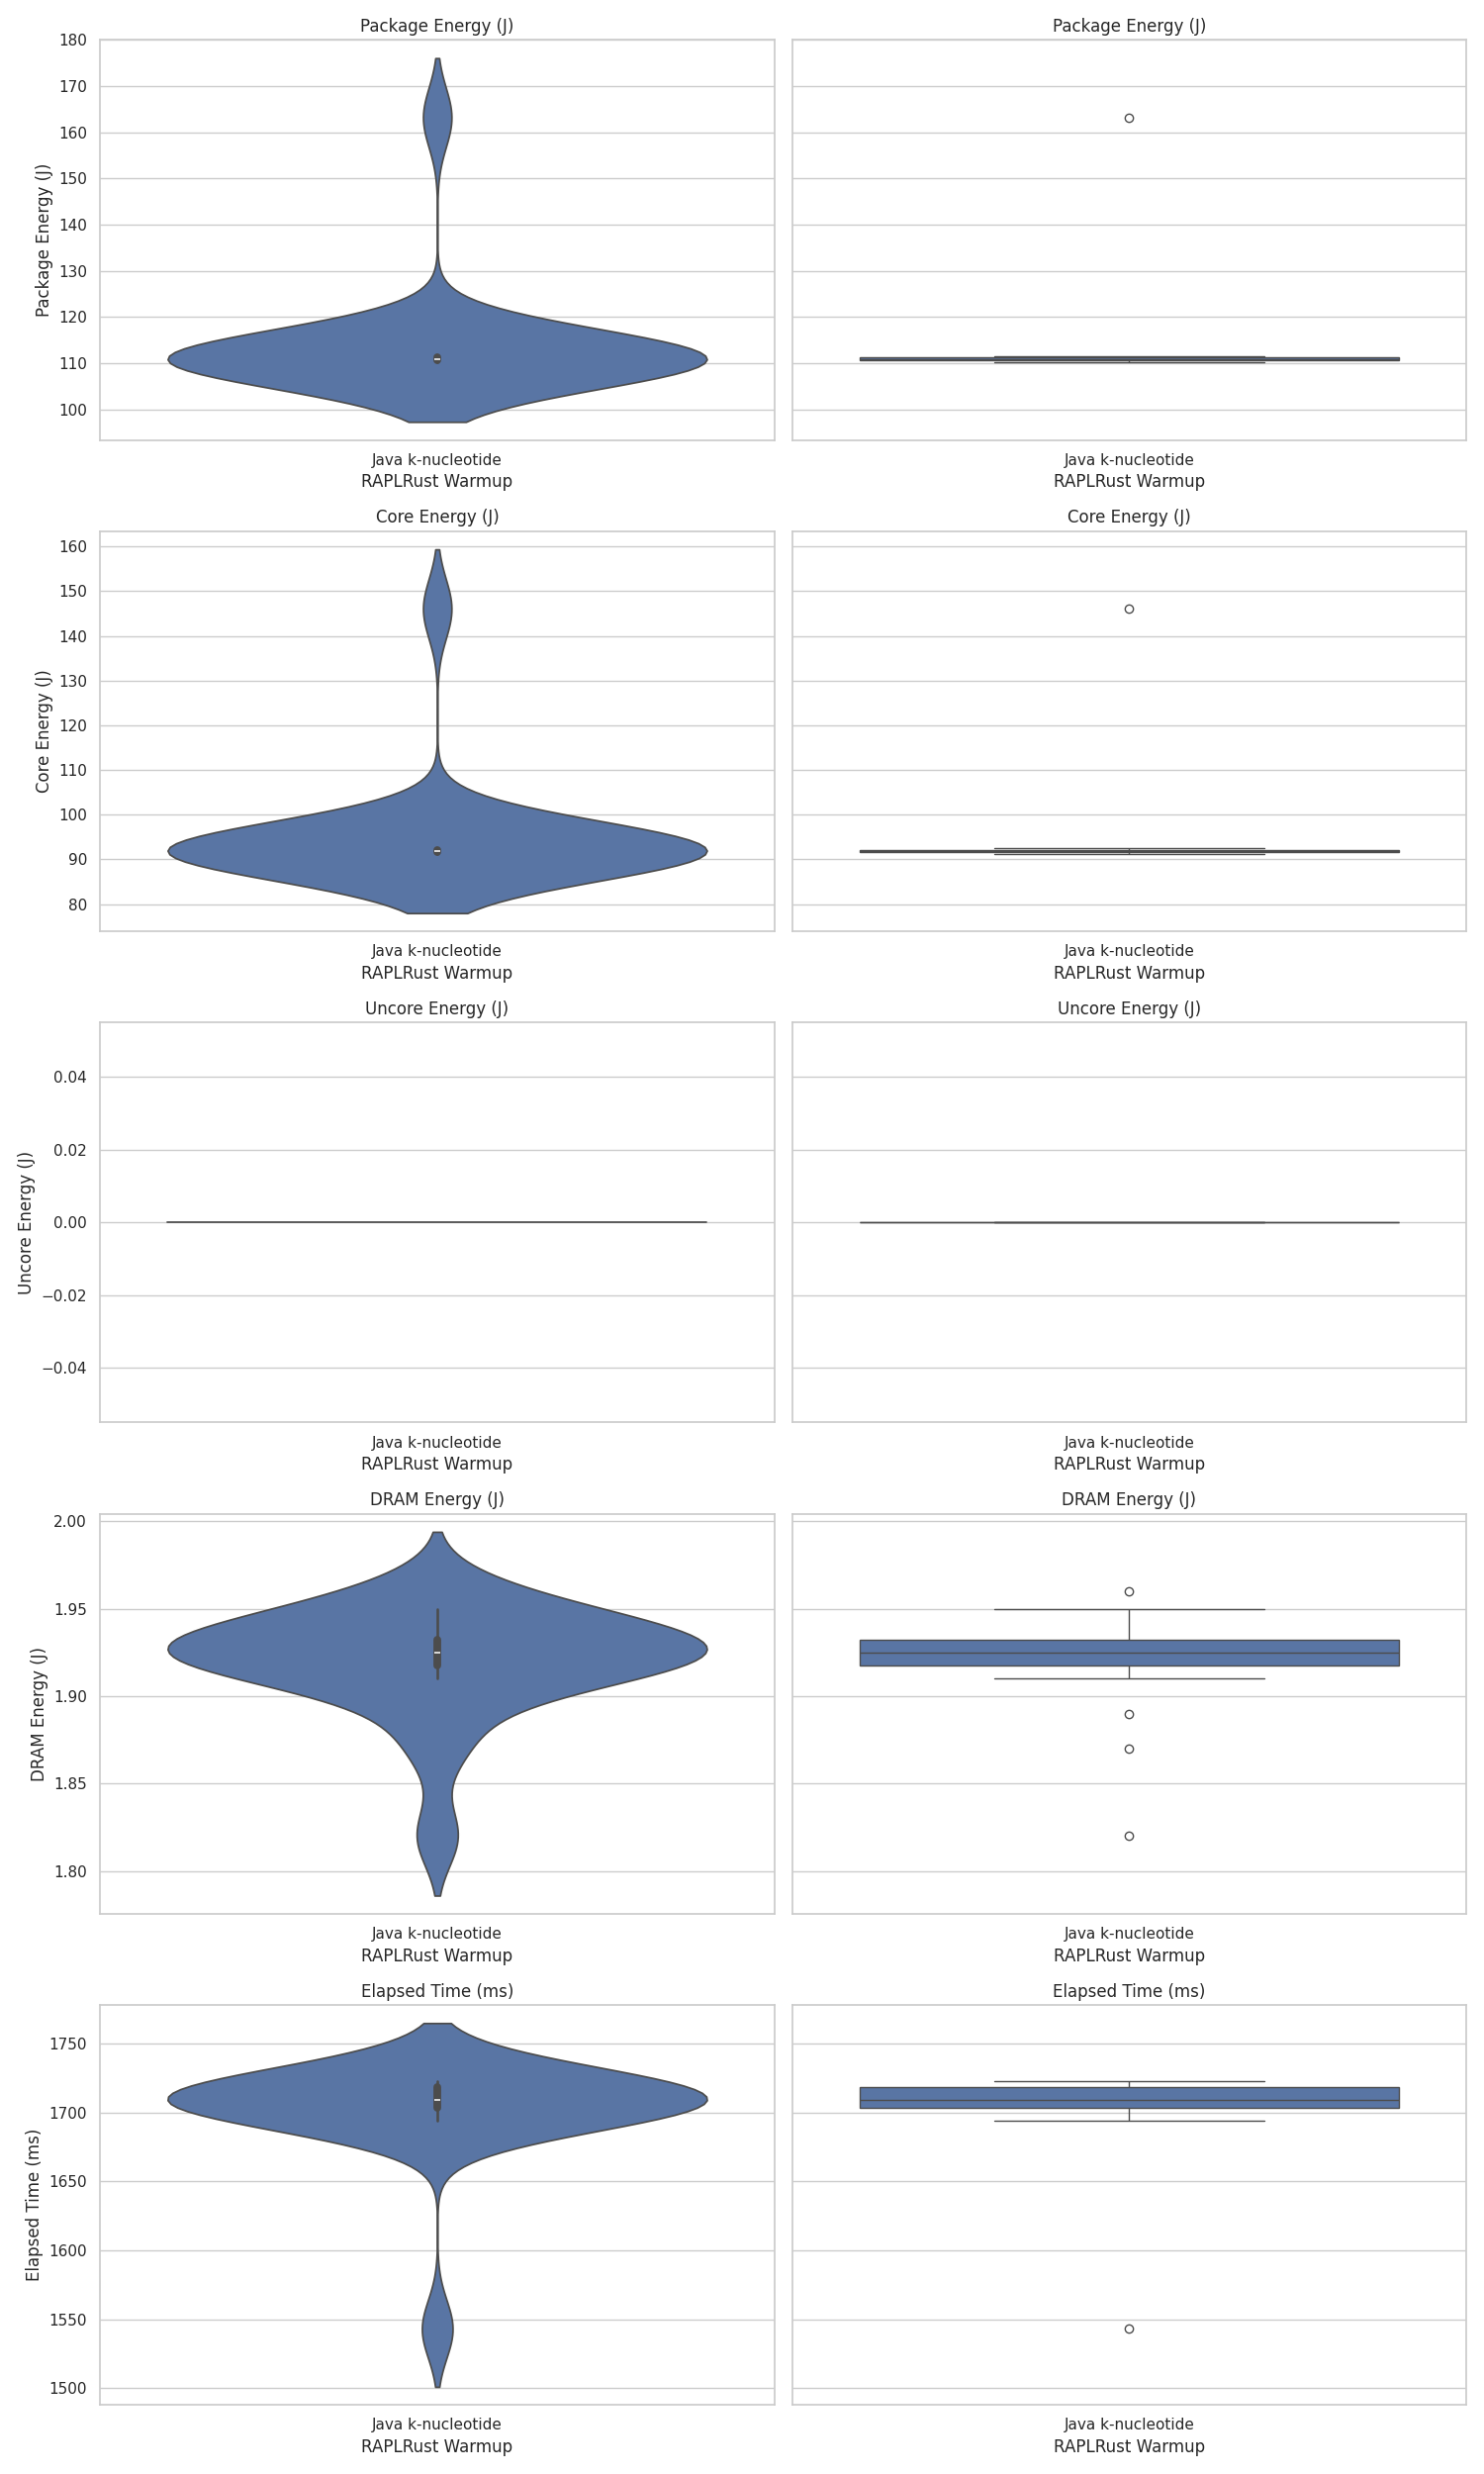 Package Energy (J)
Package Energy (J)
180
170
160
150
140
130
120
110
100
Package Energy (J)
Java k-nucleotide
Java k-nucleotide
RAPLRust Warmup
RAPLRust Warmup
Core Energy (J)
Core Energy (J)
160
150
140
130
120
110
100
90
80
Core Energy (J)
Java k-nucleotide
Java k-nucleotide
RAPLRust Warmup
RAPLRust Warmup
Uncore Energy (J)
Uncore Energy (J)
0.04
0.02
0.00
−0.02
−0.04
Uncore Energy (J)
Java k-nucleotide
Java k-nucleotide
RAPLRust Warmup
RAPLRust Warmup
DRAM Energy (J)
DRAM Energy (J)
2.00
1.95
1.90
1.85
1.80
DRAM Energy (J)
Java k-nucleotide
Java k-nucleotide
RAPLRust Warmup
RAPLRust Warmup
Elapsed Time (ms)
Elapsed Time (ms)
1750
1700
1650
1600
1550
1500
Elapsed Time (ms)
Java k-nucleotide
Java k-nucleotide
RAPLRust Warmup
RAPLRust Warmup